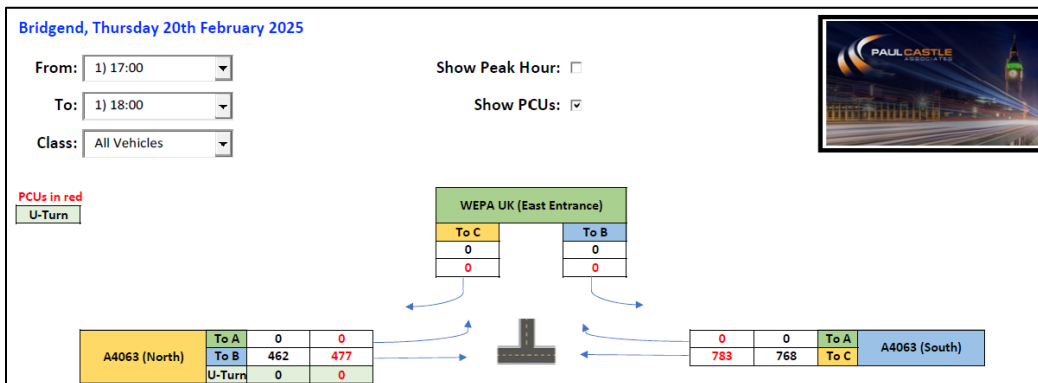 Bridgend, Thursday 20th February 2025
From: 1) 17:00
Show Peak Hour:
To: 1) 18:00
Show PCUs:
Class: All Vehicles
PAUL CASTLE
ASSOCIATES
PCUs in red
U-Turn
WEPA UK (East Entrance)
To C To B
0 0
0 0
A4063 (North)
To A 0 0
To B 462 477
U-Turn 0 0
0 0 To A
783 768 To C
A4063 (South)